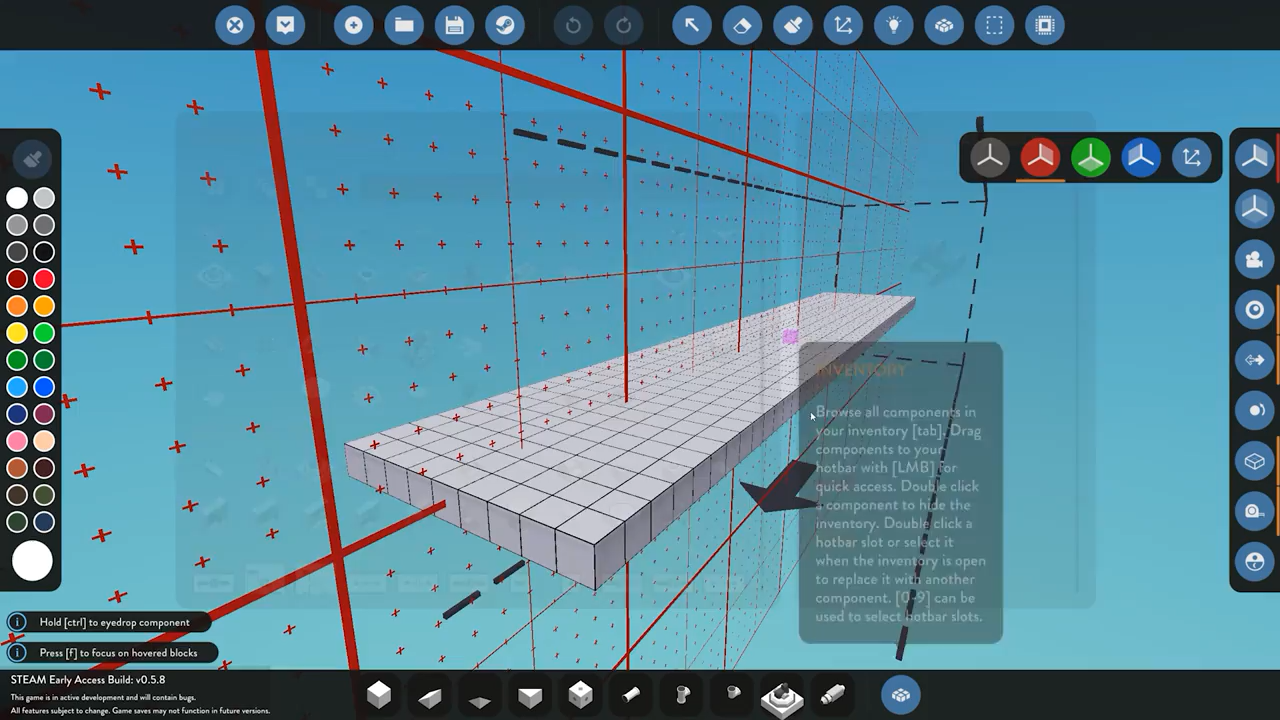 INVENTORY
Browse all components in
your inventory [tab]. Drag
components to your
hotbar with [LMB] for
quick access. Double click
a component to hide the
inventory. Double click a
hotbar slot or select it
when the inventory is open
to replace it with another
component. [0-9] can be
used to select hotbar slots.
Hold [ctrl] to eyedrop component
Press [f] to focus on hovered blocks
STEAM Early Access Build: v0.5.8
This game is in active development and will contain bugs.
All features subject to change. Game saves may not function in future versions.